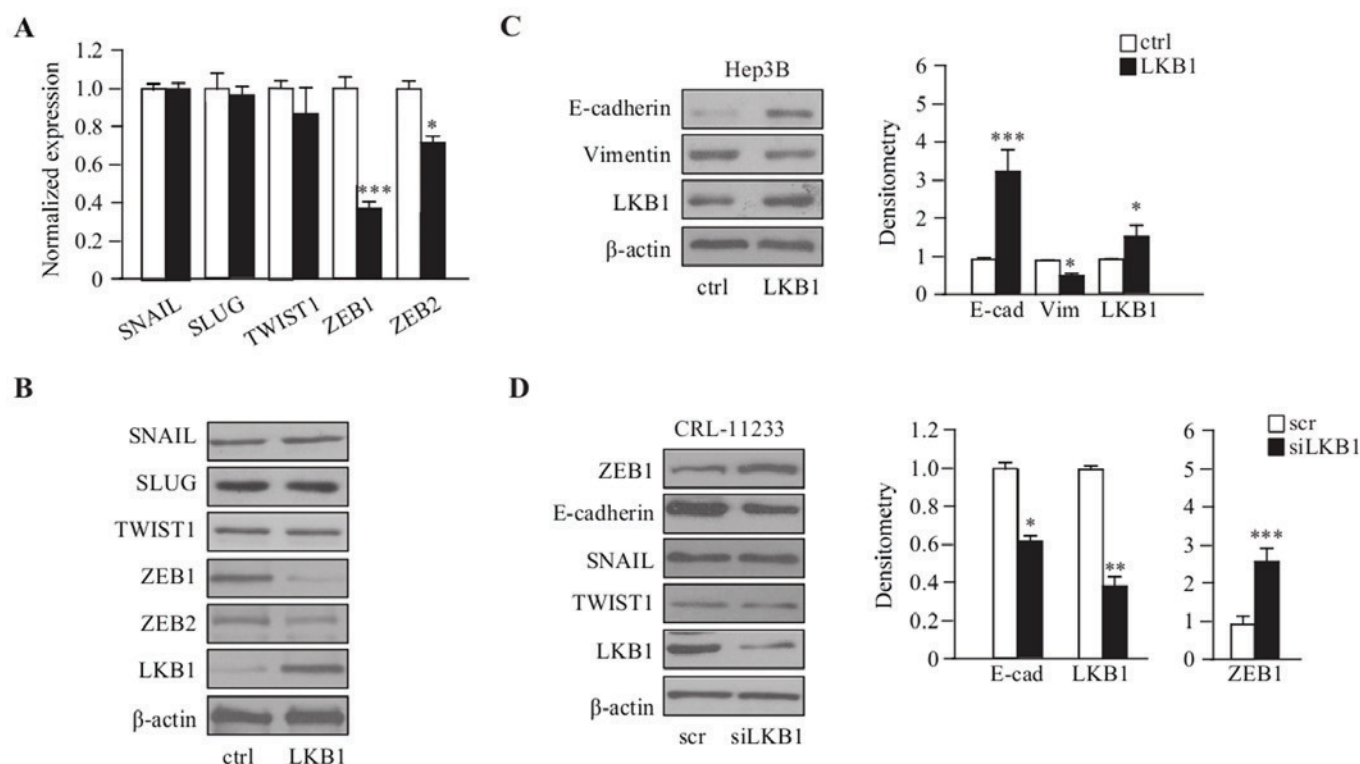 A
Normalized expression
1.2
1.0
0.8
0.6
0.4
0.2
0
***
*
SNAIL
SLUG
TWIST1
ZEB1
ZEB2
B
SNAIL
SLUG
TWIST1
ZEB1
ZEB2
LKB1
β-actin
ctrl LKB1
C
Hep3B
E-cadherin
Vimentin
LKB1
β-actin
ctrl LKB1
ctrl
LKB1
Densitometry
6
5
4
3
2
1
0
***
*
*
E-cad Vim LKB1
D
CRL-11233
ZEB1
E-cadherin
SNAIL
TWIST1
LKB1
β-actin
scr siLKB1
Densitometry
1.0
0.8
0.6
0.4
0.2
0
*
**
E-cad LKB1
scr
siLKB1
6
5
4
3
2
1
0
***
ZEB1